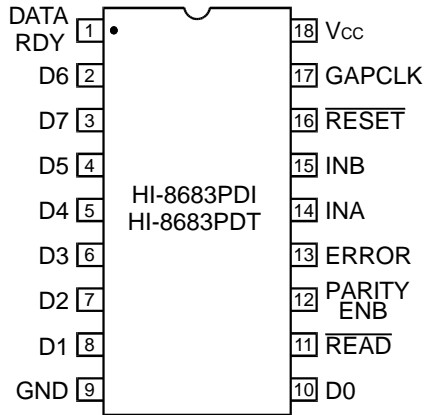 DATA
RDY 1
18 Vcc
D6 2
17 GAPCLK
D7 3
16 RESET
D5 4
15 INB
HI-8683PDI
HI-8683PDT
D4 5
14 INA
D3 6
13 ERROR
D2 7
12 PARITY
ENB
D1 8
11 READ
GND 9
10 D0